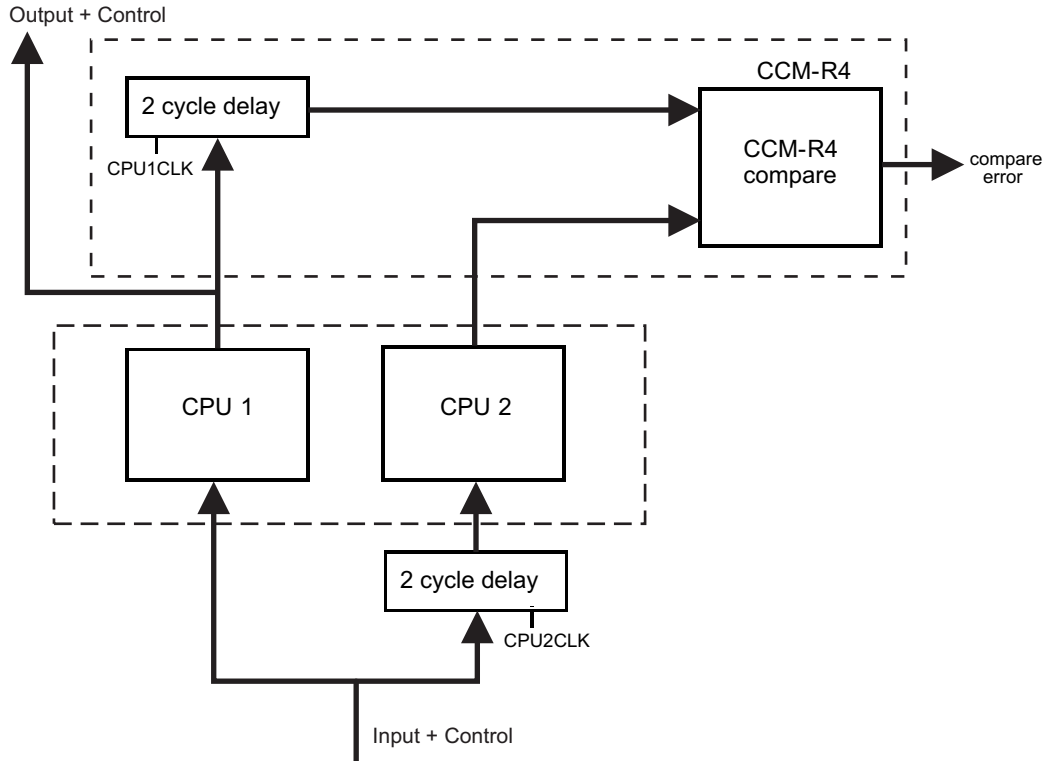 Output + Control
CCM-R4
2 cycle delay
CPU1CLK
CCM-R4
compare
compare
error
CPU 1
CPU 2
2 cycle delay
CPU2CLK
Input + Control